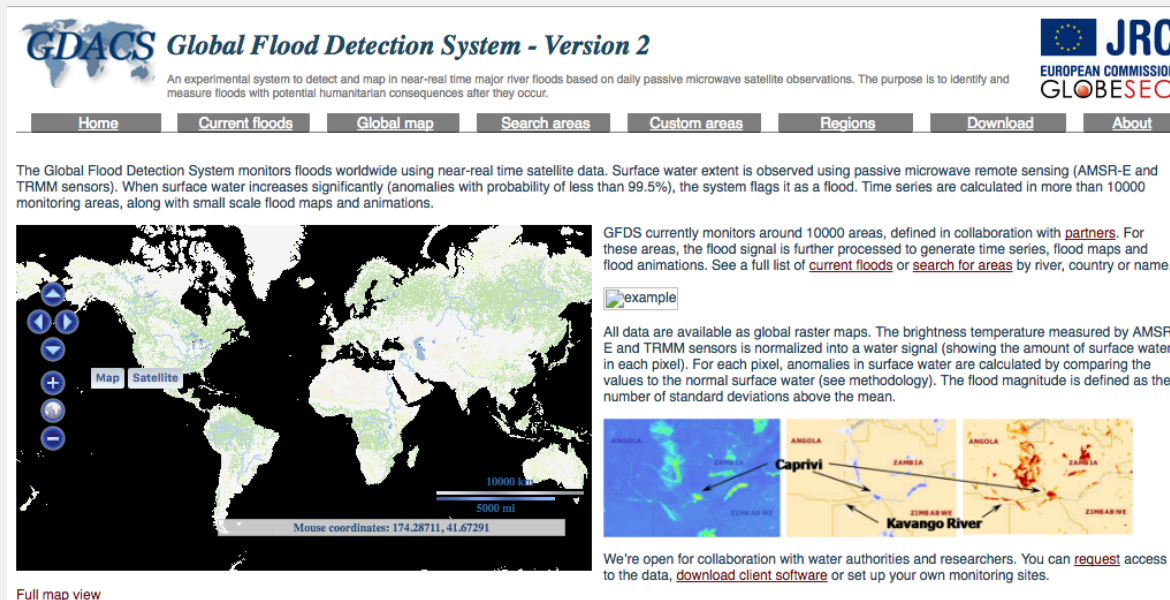 GDACS
Global Flood Detection System - Version 2
An experimental system to detect and map in near-real time major river floods based on daily passive microwave satellite observations. The purpose is to identify and
measure floods with potential humanitarian consequences after they occur.
JRC
EUROPEAN COMMISSION
GLOBESEC
Home
Current floods
Global map
Search areas
Custom areas
Regions
Download
About
The Global Flood Detection System monitors floods worldwide using near-real time satellite data. Surface water extent is observed using passive microwave remote sensing (AMSR-E and
TRMM sensors). When surface water increases significantly (anomalies with probability of less than 99.5%), the system flags it as a flood. Time series are calculated in more than 10000
monitoring areas, along with small scale flood maps and animations.
Map
Satellite
10000 km
5000 mi
Mouse coordinates: 174.28711, 41.67291
Full map view
GFDS currently monitors around 10000 areas, defined in collaboration with partners. For
these areas, the flood signal is further processed to generate time series, flood maps and
flood animations. See a full list of current floods or search for areas by river, country or name.
example
All data are available as global raster maps. The brightness temperature measured by AMSR-
E and TRMM sensors is normalized into a water signal (showing the amount of surface water
in each pixel). For each pixel, anomalies in surface water are calculated by comparing the
values to the normal surface water (see methodology). The flood magnitude is defined as the
number of standard deviations above the mean.
ANGOLA
ZAMBIA
ZIMBABWE
ANGOLA
ZAMBIA
ZIMBABWE
ANGOLA
ZAMBIA
ZIMBABWE
Caprivi
Kavango River
We're open for collaboration with water authorities and researchers. You can request access
to the data, download client software or set up your own monitoring sites.